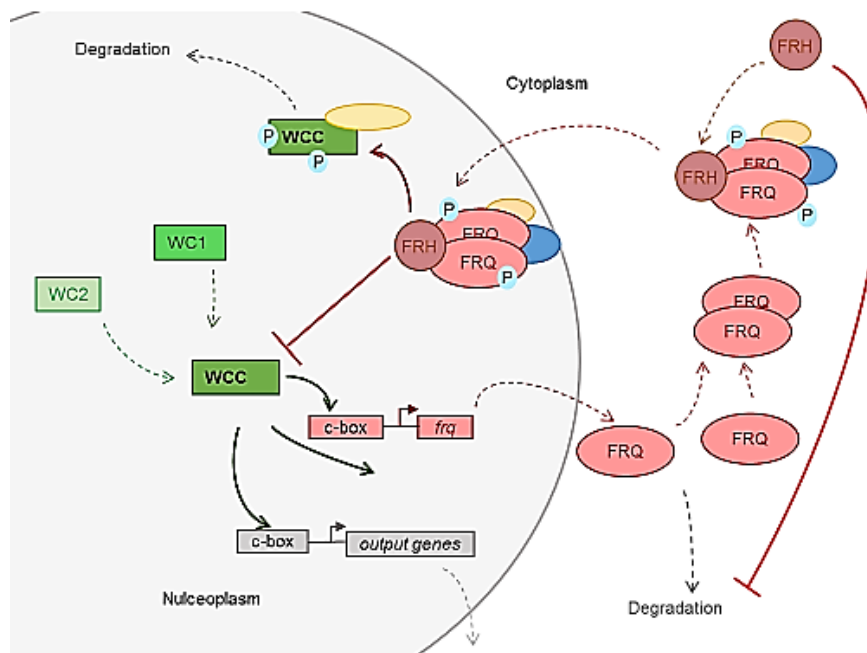 Degradation
Cytoplasm
FRH
P
WCC
P
P
FRQ
FRH
FRQ
P
P
FRQ
FRH
FRQ
P
WC1
WC2
FRQ
FRQ
WCC
c-box
frq
FRQ
FRQ
c-box
output genes
Nulceoplasm
Degradation